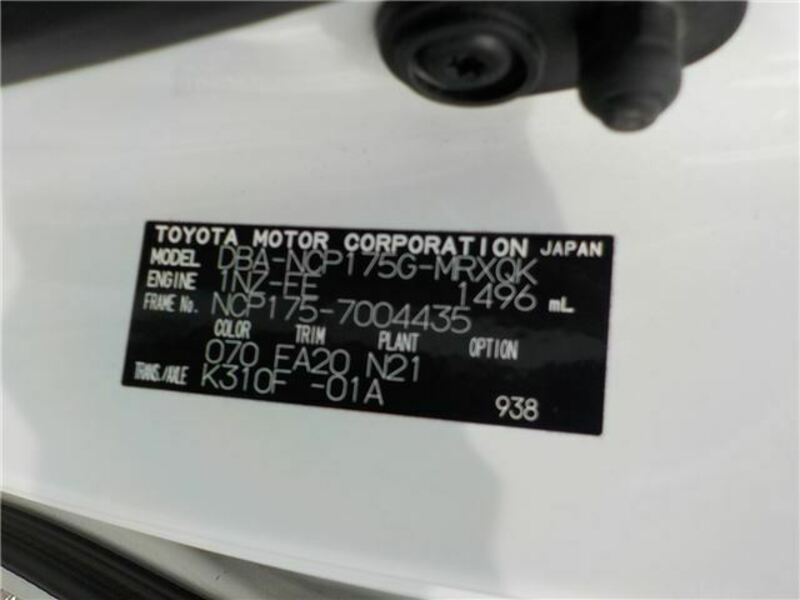 TOYOTA MOTOR CORPORATION JAPAN
MODEL DBA-NCP175G-MRXQK
ENGINE 1NZ-FE 1496 mL
FRAME No. NCP175-7004435
COLOR TRIM PLANT OPTION
070 FA20 N21
TRANS./AXLE K310F -01A
938